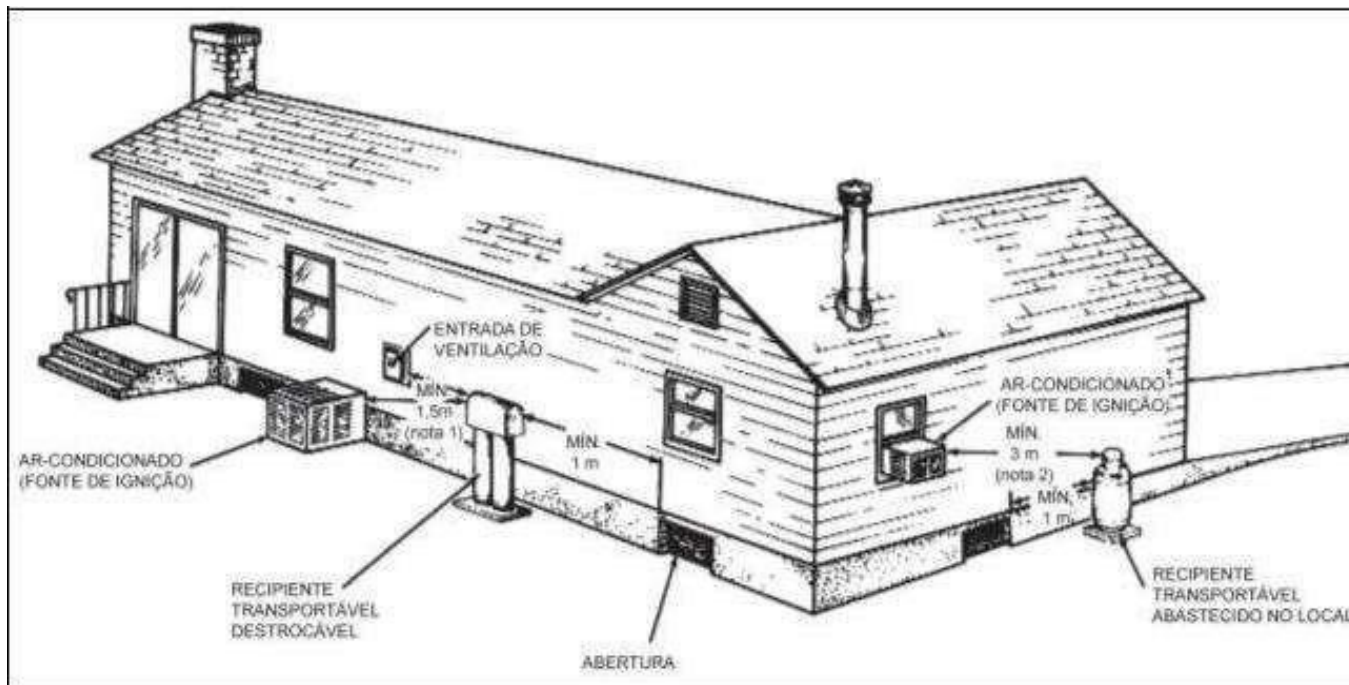 ENTRADA DE
VENTILAÇÃO
MÍN.
1,5m
(nota 1)
MÍN.
1 m
AR-CONDICIONADO
(FONTE DE IGNIÇÃO)
RECIPIENTE
TRANSPORTÁVEL
DESTROCÁVEL
ABERTURA
AR-CONDICIONADO
(FONTE DE IGNIÇÃO)
MÍN.
3 m
(nota 2)
MÍN.
1 m
RECIPIENTE
TRANSPORTÁVEL
ABASTECIDO NO LOCAL